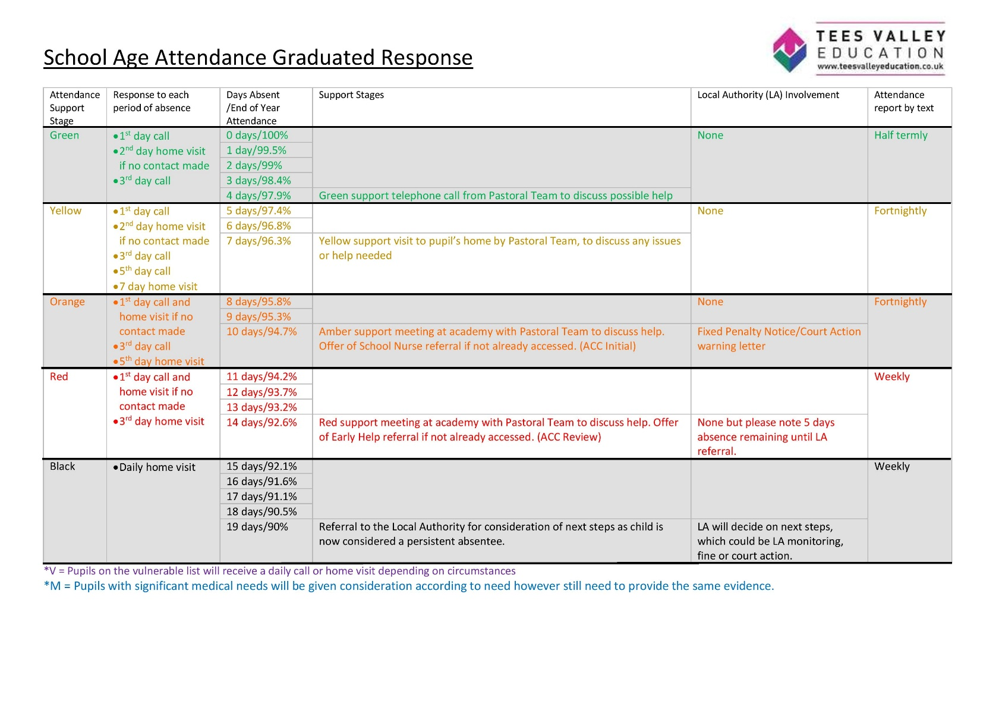 School Age Attendance Graduated Response
TEES VALLEY
EDUCATION
www.teesvalleyeducation.co.uk
Attendance
Support
Stage
Response to each
period of absence
Days Absent
/End of Year
Attendance
Support Stages
Local Authority (LA) Involvement
Attendance
report by text
Green
•1st day call
•2nd day home visit
if no contact made
•3rd day call
0 days/100%
1 day/99.5%
2 days/99%
3 days/98.4%
4 days/97.9%
Green support telephone call from Pastoral Team to discuss possible help
None
Half termly
Yellow
•1st day call
•2nd day home visit
if no contact made
•3rd day call
•5th day call
•7 day home visit
5 days/97.4%
6 days/96.8%
7 days/96.3%
Yellow support visit to pupil’s home by Pastoral Team, to discuss any issues
or help needed
None
Fortnightly
Orange
•1st day call and
home visit if no
contact made
•3rd day call
•5th day home visit
8 days/95.8%
9 days/95.3%
10 days/94.7%
Amber support meeting at academy with Pastoral Team to discuss help.
Offer of School Nurse referral if not already accessed. (ACC Initial)
None
Fixed Penalty Notice/Court Action
warning letter
Fortnightly
Red
•1st day call and
home visit if no
contact made
•3rd day home visit
11 days/94.2%
12 days/93.7%
13 days/93.2%
14 days/92.6%
Red support meeting at academy with Pastoral Team to discuss help. Offer
of Early Help referral if not already accessed. (ACC Review)
None but please note 5 days
absence remaining until LA
referral.
Weekly
Black
•Daily home visit
15 days/92.1%
16 days/91.6%
17 days/91.1%
18 days/90.5%
19 days/90%
Referral to the Local Authority for consideration of next steps as child is
now considered a persistent absentee.
LA will decide on next steps,
which could be LA monitoring,
fine or court action.
Weekly
*V = Pupils on the vulnerable list will receive a daily call or home visit depending on circumstances
*M = Pupils with significant medical needs will be given consideration according to need however still need to provide the same evidence.